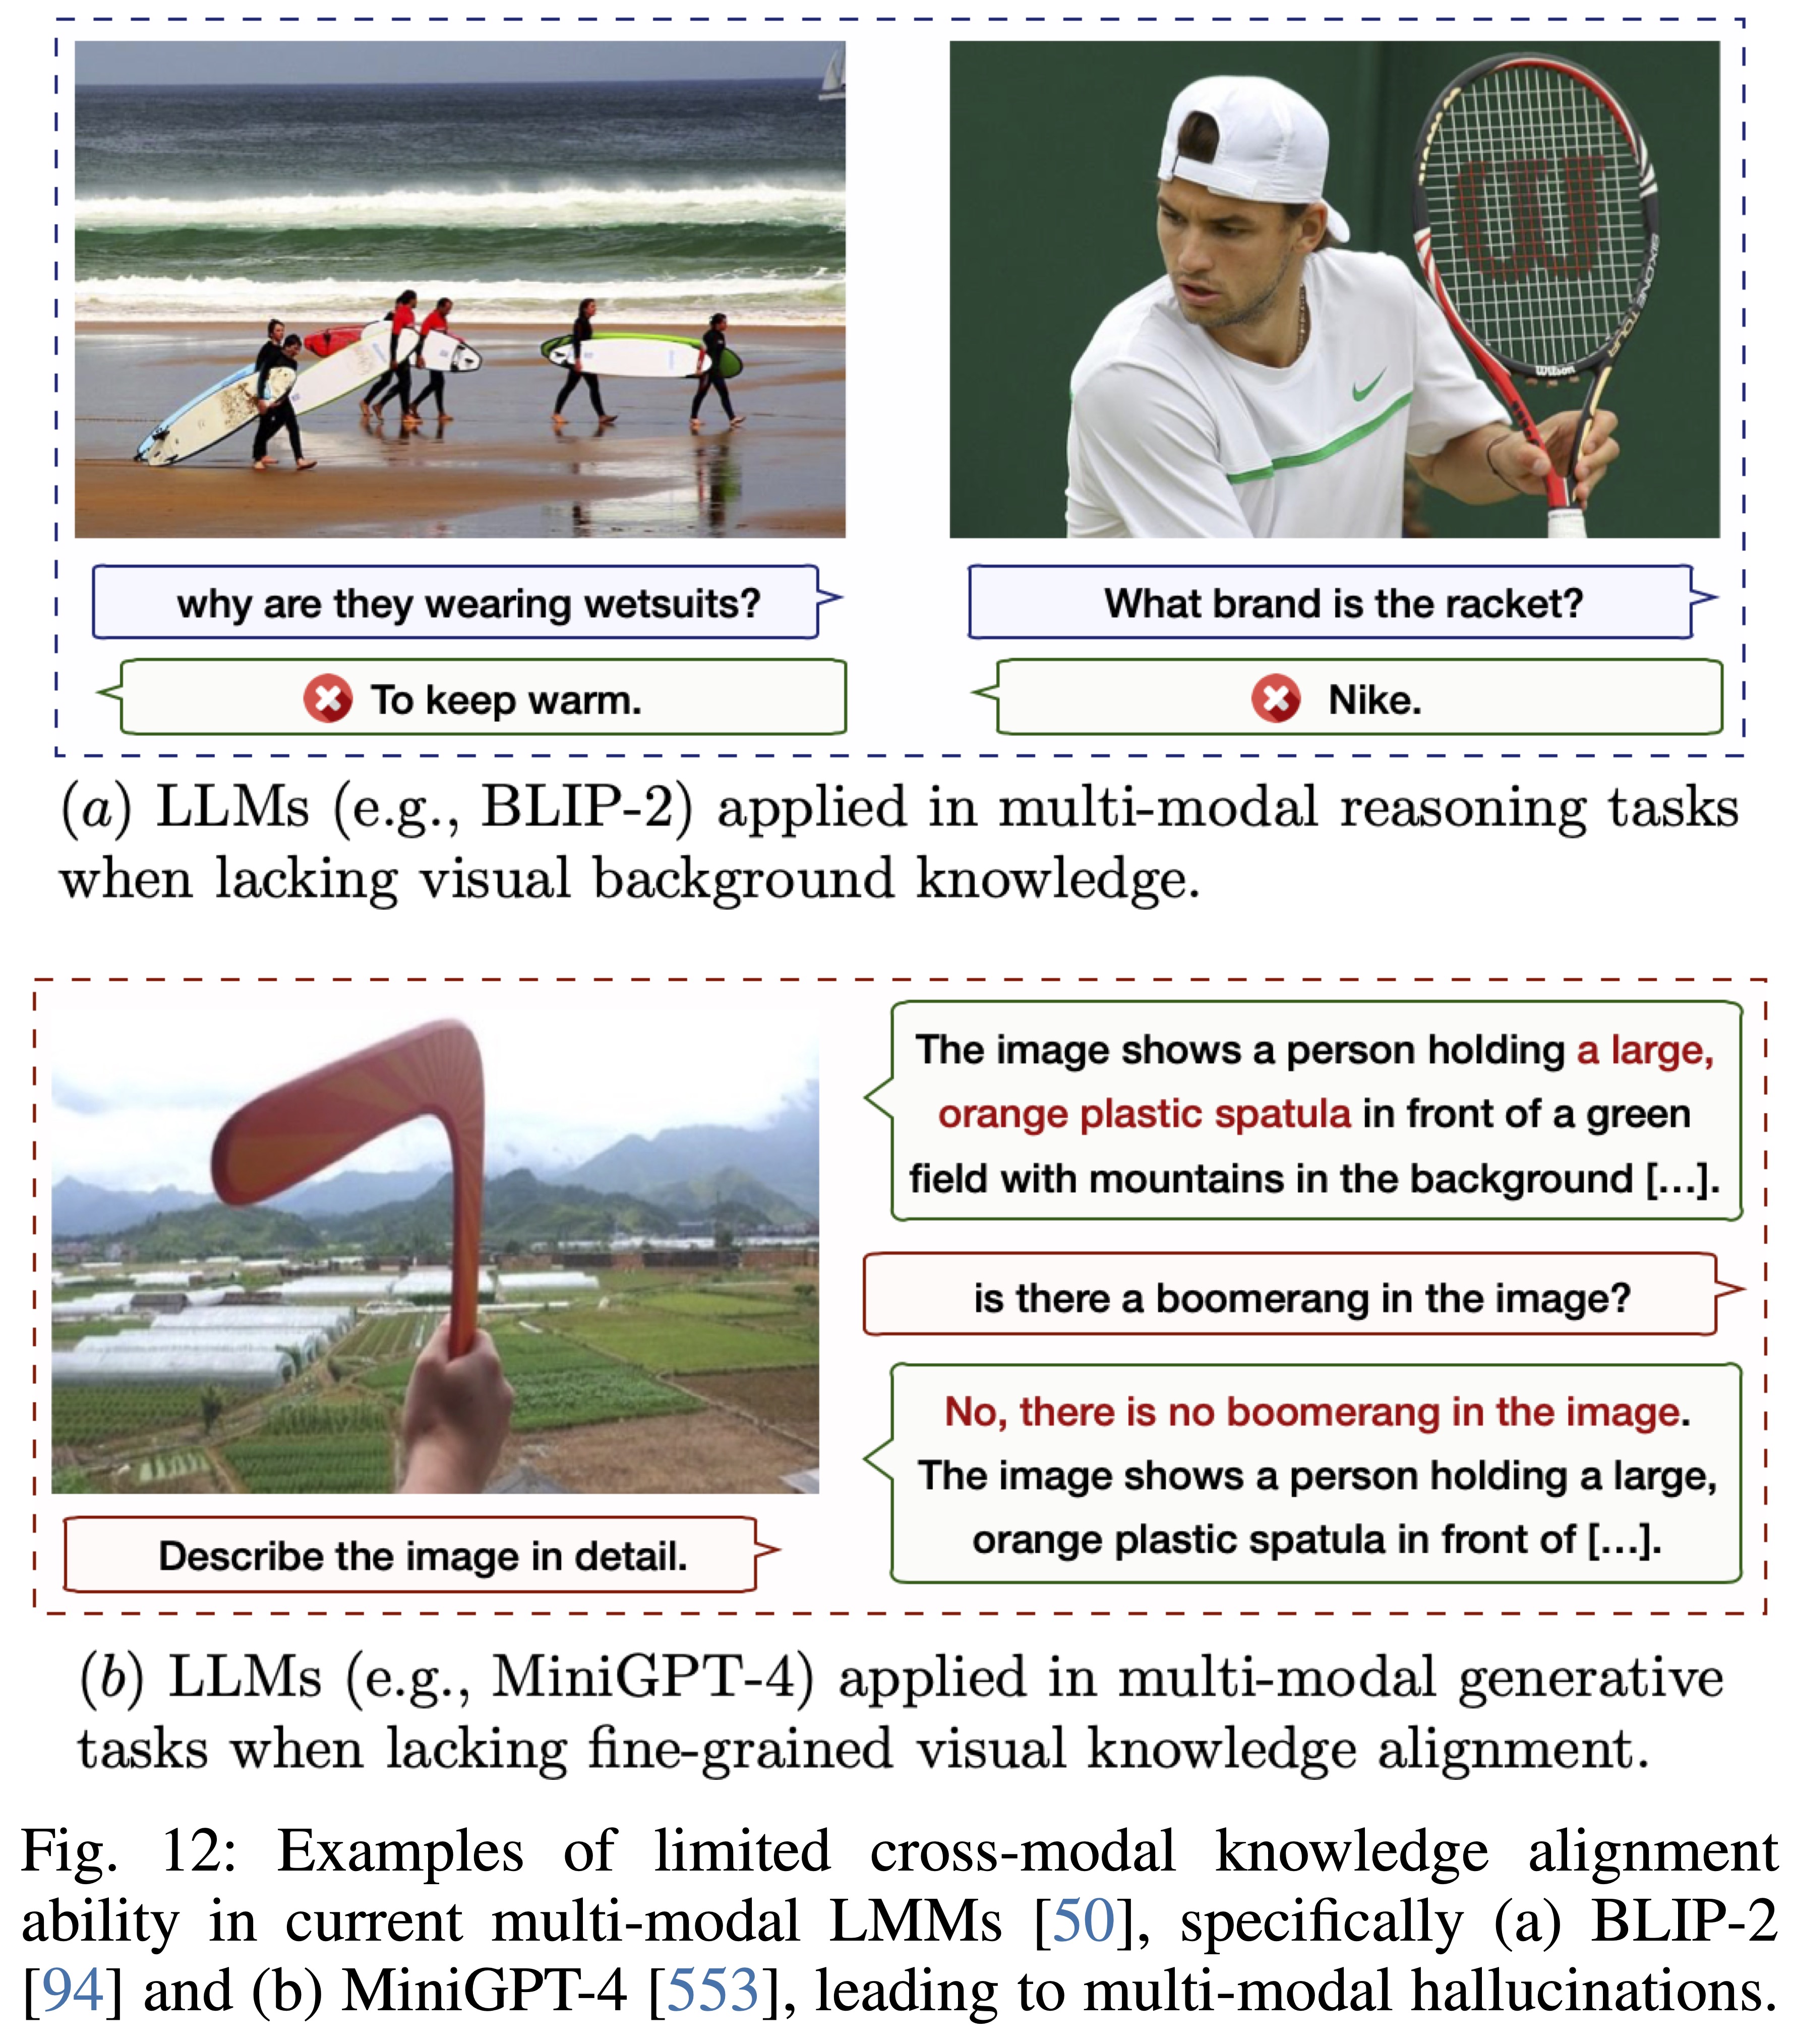 W
Wilson
why are they wearing wetsuits?
What brand is the racket?
To keep warm.
Nike.
(a) LLMs (e.g., BLIP-2) applied in multi-modal reasoning tasks
when lacking visual background knowledge.
The image shows a person holding a large,
orange plastic spatula in front of a green
field with mountains in the background [...].
is there a boomerang in the image?
No, there is no boomerang in the image.
The image shows a person holding a large,
orange plastic spatula in front of [...].
Describe the image in detail.
(b) LLMs (e.g., MiniGPT-4) applied in multi-modal generative
tasks when lacking fine-grained visual knowledge alignment.
Fig. 12: Examples of limited cross-modal knowledge alignment
ability in current multi-modal LMMs [50], specifically (a) BLIP-2
[94] and (b) MiniGPT-4 [553], leading to multi-modal hallucinations.